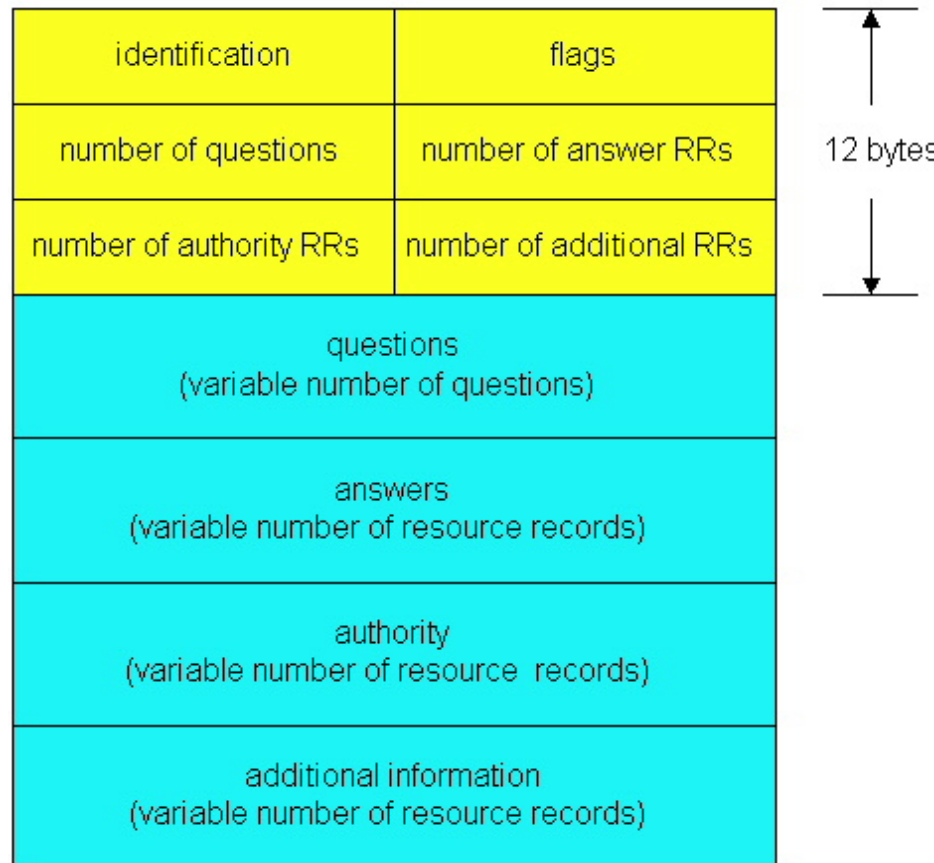 identification
flags
number of questions
number of answer RRs
12 bytes
number of authority RRs
number of additional RRs
questions
(variable number of questions)
answers
(variable number of resource records)
authority
(variable number of resource  records)
additional information
(variable number of resource records)